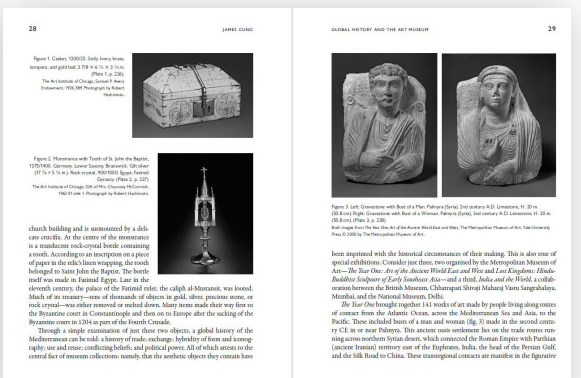 28
JAMES CUNO
Figure 1. Casket, 1200/25. Sicily. Ivory, brass,
tempera, and gold leaf, 3 7/8 × 6 ¼ × 3 ½ in
(Plate 1, p. 226).
The Art Institute of Chicago, Samuel P. Avery
Endowment, 1926.389. Photograph by Robert
Hashimoto.
Figure 2. Monstrance with Tooth of St. John the Baptist,
1375/1400. Germany, Lower Saxony, Brunswick. Gilt silver
Rock crystal, 900/1000. Egypt, Fatimid
Dynasty. (Plate 2, p. 227)
The Art Institute of Chicago, Gift of Mrs. Chauncey McCormick,
1962.91 side 1. Photograph by Robert Hashimoto.
church building and is surmounted by a deli-
cate crucifix. At the centre of the monstrance
is a translucent rock-crystal bottle containing
a tooth. According to an inscription on a piece
of paper in the relic's linen wrapping, the tooth
belonged to Saint John the Baptist. The bottle
itself was made in Fatimid Egypt. Late in the
eleventh century, the palace of the Fatimid ruler, the caliph al-Mustansir, was looted.
Much of its treasury—tens of thousands of objects in gold, silver, precious stone, or
rock crystal—was either removed or melted down. Many items made their way first to
the Byzantine court in Constantinople and then on to Europe after the sacking of the
Byzantine court in 1204 as part of the Fourth Crusade.
Through a simple examination of just these two objects, a global history of the
Mediterranean can be told: a history of trade; exchange; hybridity of form and iconog-
raphy; use and reuse; conflicting beliefs; and political power. All of which attests to the
central fact of museum collections: namely, that the aesthetic objects they contain have
GLOBAL HISTORY AND THE ART MUSEUM
29
Figure 3. Left: Gravestone with Bust of a Man: Palmyra (Syria), 2nd century A.D. Limestone, H. 20 in.
(50.8 cm). Right: Gravestone with Bust of a Woman: Palmyra (Syria), 2nd century A.D. Limestone, H. 20 in.
(50.8 cm). (Plate 3, p. 228)
Both images from The Year One, Art of the Ancient World East and West, The Metropolitan Museum of Art, Yale University
Press © 2000 by The Metropolitan Museum of Art.
been imprinted with the historical circumstances of their making. This is also true of
special exhibitions. Consider just three, two organised by the Metropolitan Museum of
Art—The Year One: Art of the Ancient World East and West and Lost Kingdoms: Hindu-
Buddhist Sculpture of Early Southeast Asia—and a third, India and the World, a collab-
oration between the British Museum, Chhatrapati Shivaji Maharaj Vastu Sangrahalaya,
Mumbai, and the National Museum, Delhi.
The Year One brought together 141 works of art made by people living along routes
of contact from the Atlantic Ocean, across the Mediterranean Sea and Asia, to the
Pacific. These included busts of a man and woman (fig. 3) made in the second centu-
ry CE in or near Palmyra. This ancient oasis settlement lies on the trade routes run-
ning across northern Syrian desert, which connected the Roman Empire with Parthian
(ancient Iranian) territory east of the Euphrates, India, the head of the Persian Gulf,
and the Silk Road to China. These transregional contacts are manifest in the figurative